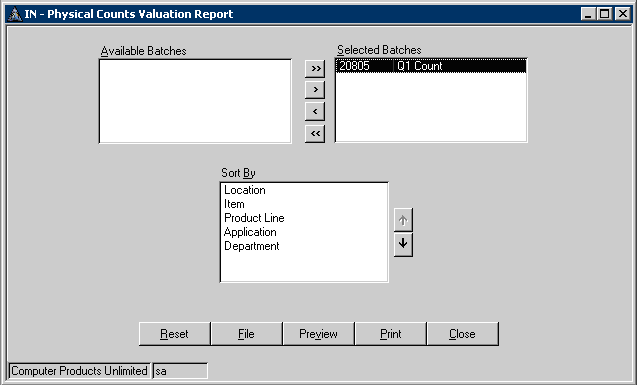 IN - Physical Counts Valuation Report
Available Batches
Selected Batches
>>
20805 Q1 Count
>
<
<<
Sort By
Location
Item
Product Line
Application
Department
Reset File Preview Print Close
Computer Products Unlimited sa